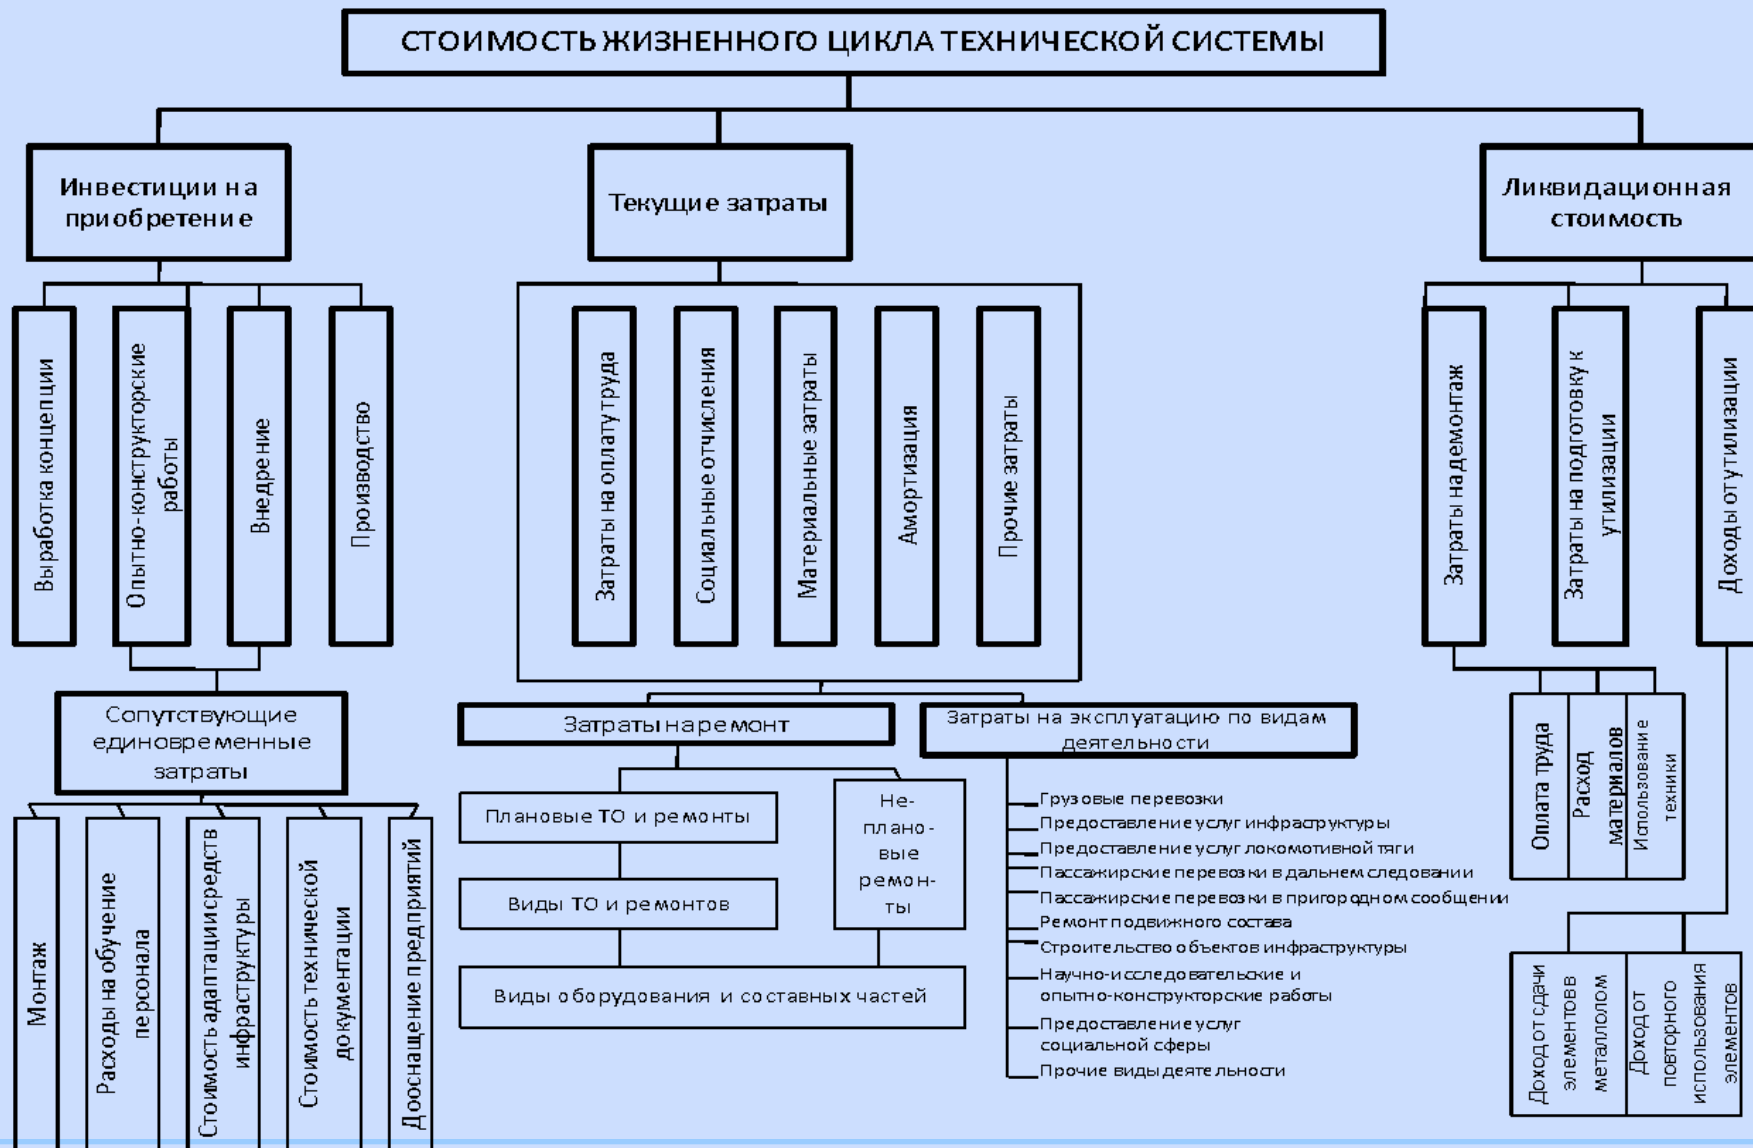 СТОИМОСТЬ ЖИЗНЕННОГО ЦИКЛА ТЕХНИЧЕСКОЙ СИСТЕМЫ
Инвестиции на
приобретение
Текущие затраты
Ликвидационная
стоимость
Выработка концепции
Опытно-конструкторские
работы
Внедрение
Производство
Затраты на оплату труда
Социальные отчисления
Материальные затраты
Амортизация
Прочие затраты
Затраты на демонтаж
Затраты на подготовку к
утилизации
Доходы от утилизации
Сопутствующие
единовременные
затраты
Монтаж
Расходы на обучение
персонала
Стоимость адаптации средств
инфраструктуры
Стоимость технической
документации
Дооснащение предприятий
Затраты на ремонт
Плановые ТО и ремонты
Виды ТО и ремонтов
Не-
плано-
вые
ремон-
ты
Виды оборудования и составных частей
Затраты на эксплуатацию по видам
деятельности
Грузовые перевозки
Предоставление услуг инфраструктуры
Предоставление услуг локомотивной тяги
Пассажирские перевозки в дальнем следовании
Пассажирские перевозки в пригородном сообщении
Ремонт подвижного состава
Строительство объектов инфраструктуры
Научно-исследовательские и
опытно-конструкторские работы
Предоставление услуг
социальной сферы
Прочие виды деятельности
Оплата труда
Расход
материалов
Использование
техники
Доход от сдачи
элементов в
металлолом
Доход от
повторного
использования
элементов